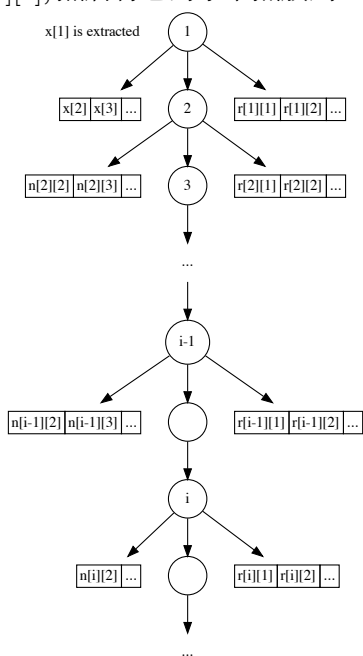 x[1] is extracted
1
x[2] x[3] ...
2
r[1][1] r[1][2] ...
n[2][2] n[2][3] ...
3
r[2][1] r[2][2] ...
...
i-1
n[i-1][2] n[i-1][3] ...
r[i-1][1] r[i-1][2] ...
i
n[i][2] ...
r[i][1] r[i][2] ...
...